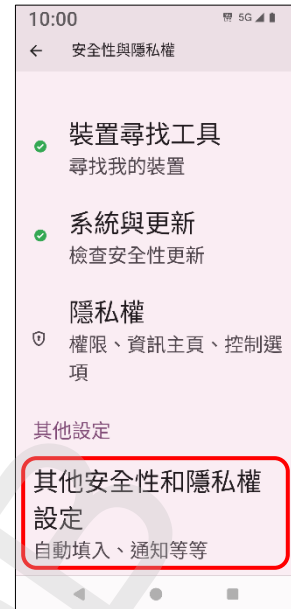 10:00 5G
安全性與隱私權
裝置尋找工具
尋找我的裝置
系統與更新
檢查安全性更新
隱私權
權限、資訊主頁、控制選
項
其他設定
其他安全性和隱私權
設定
自動填入、通知等等